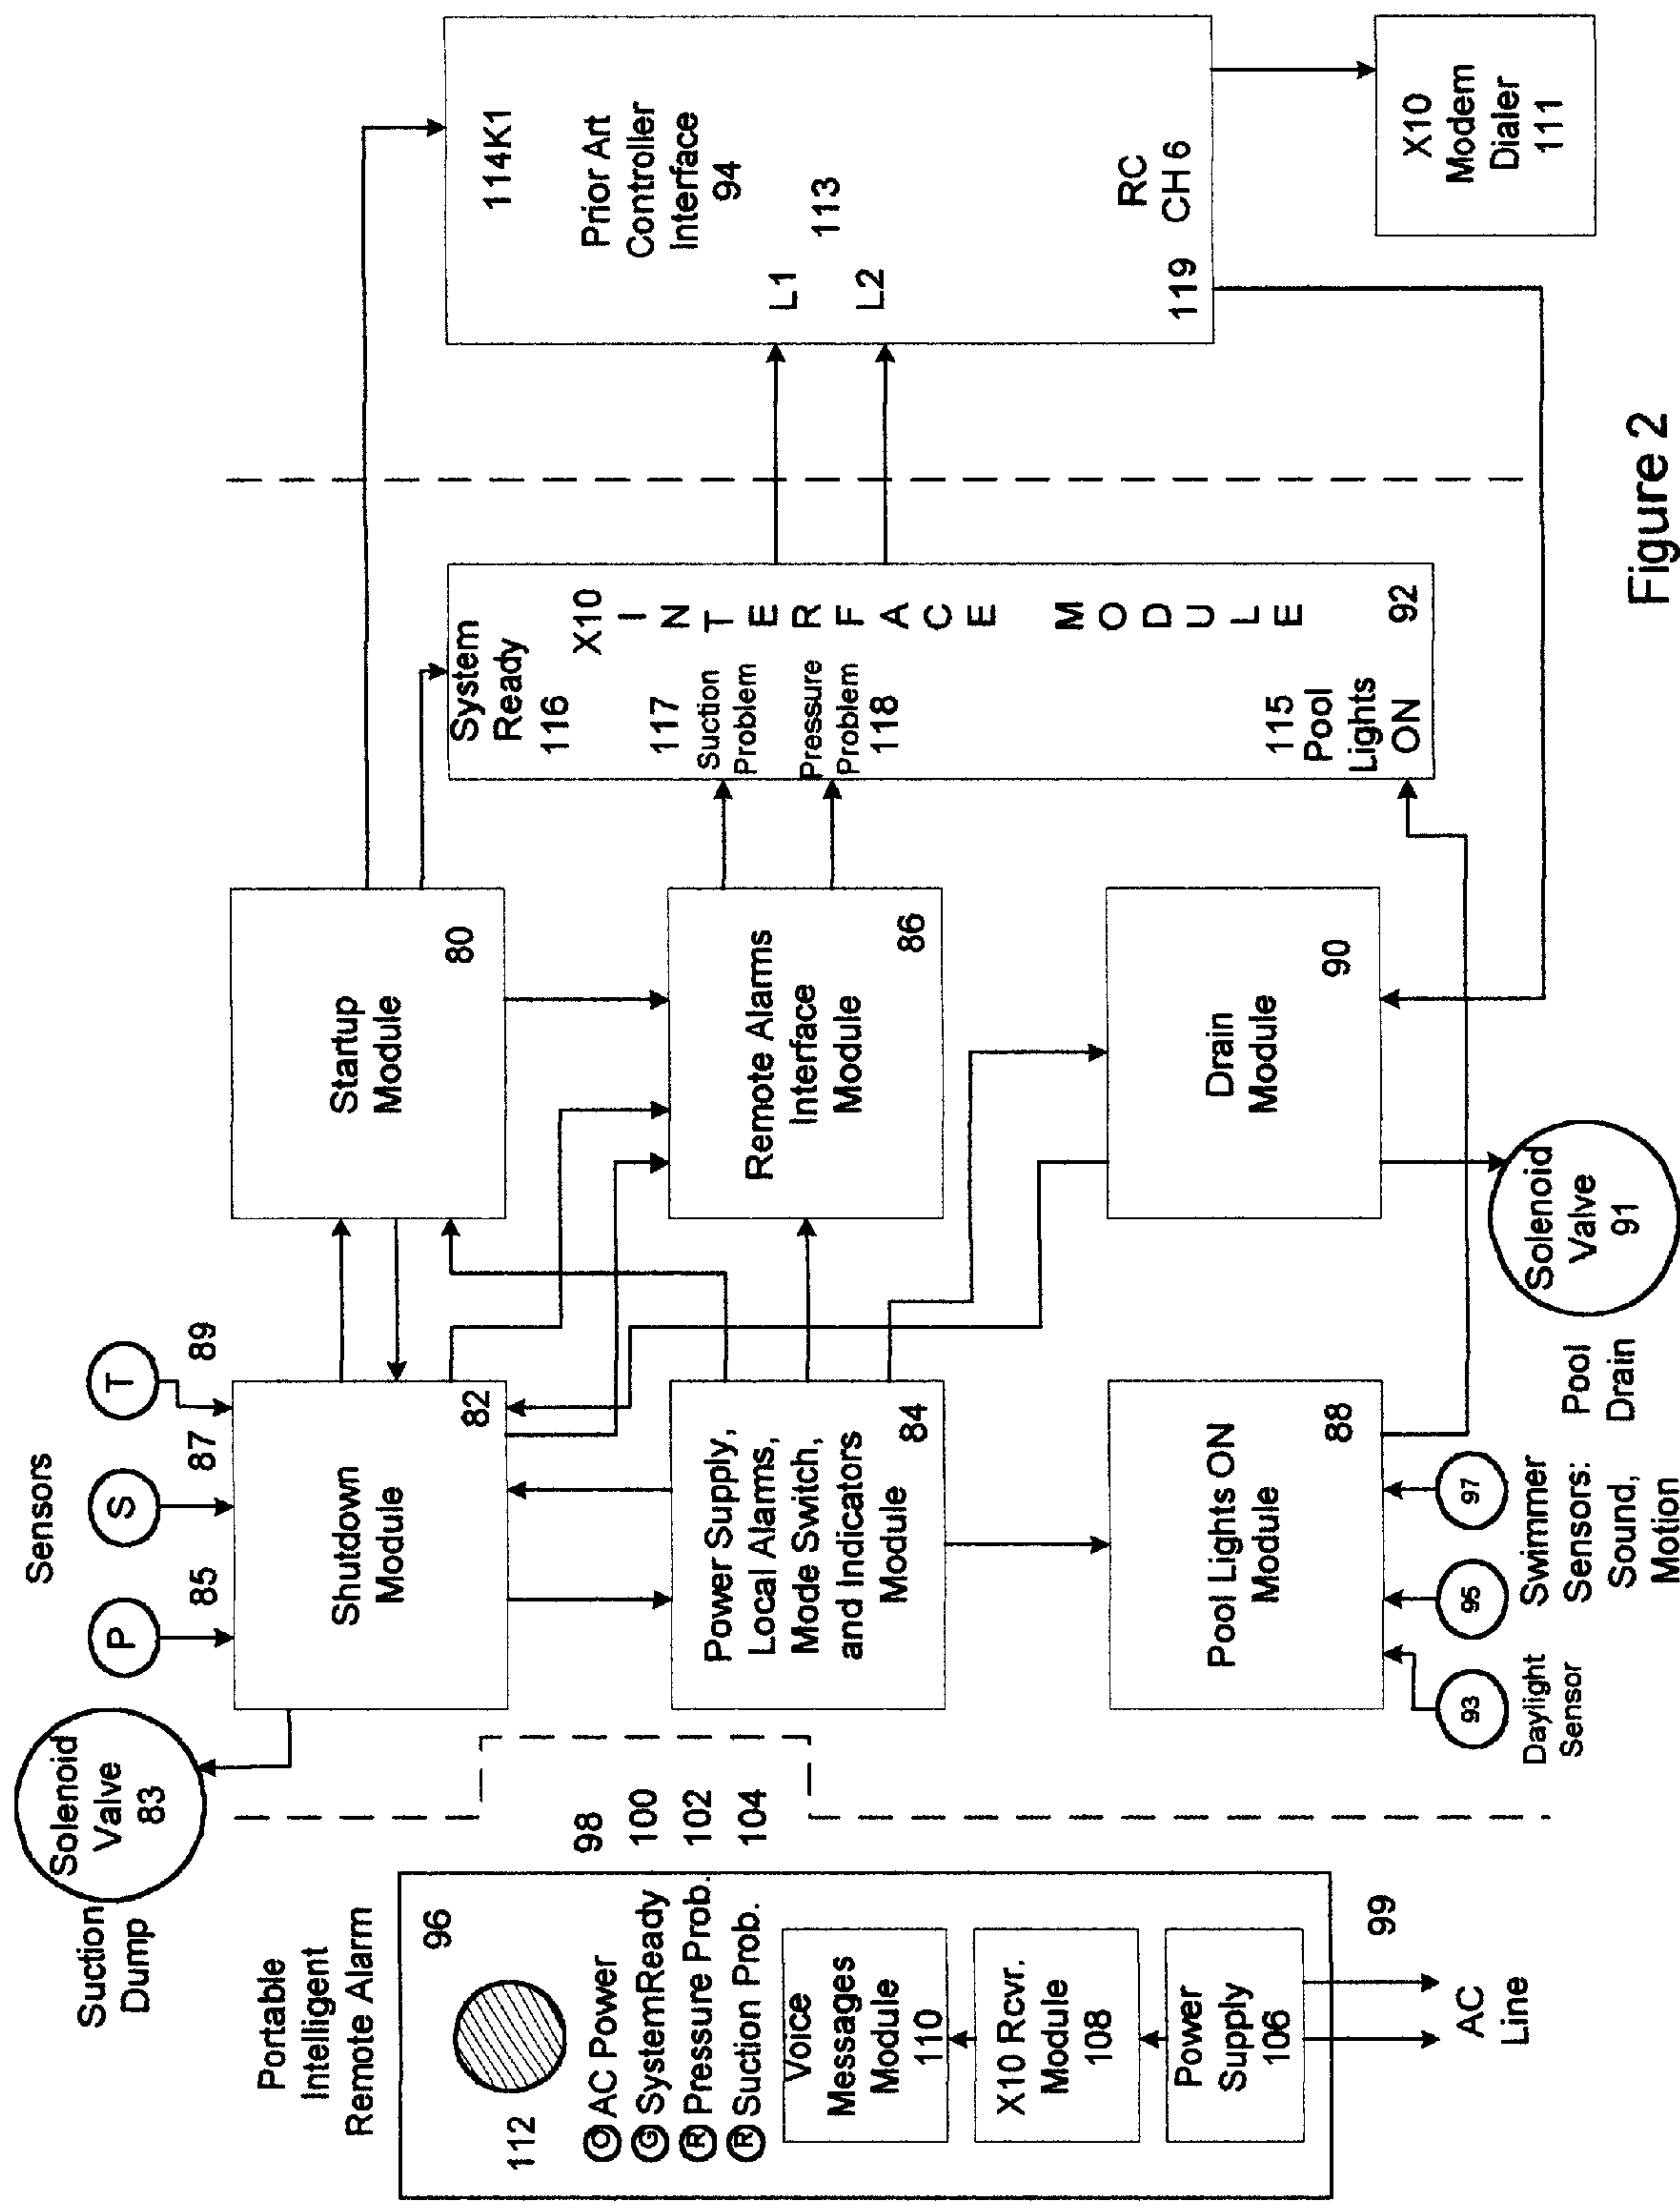 Suction
Dump
Solenoid
Valve
83
Sensors
P
85
S
87
T
89
Portable
Intelligent
Remote Alarm
96
112
O AC Power
98
G SystemReady
100
R Pressure Prob.
102
R Suction Prob.
104
Voice
Messages
Module
110
X10 Rcvr.
Module
108
Power
Supply
106
99
AC
Line
Shutdown
Module
82
Power Supply,
Local Alarms,
Mode Switch,
and Indicators
Module
84
Pool Lights ON
Module
88
93
95
97
Daylight
Sensor
Swimmer
Sensors:
Sound,
Motion
Pool
Drain
Solenoid
Valve
91
Startup
Module
80
Remote Alarms
Interface
Module
86
Drain
Module
90
System
Ready
116
X10
INTERFACE MODULE
117
Suction
Problem
Pressure
Problem
118
115
Pool
Lights
ON
92
114K1
Prior Art
Controller
Interface
94
L1
113
L2
RC
CH 6
119
X10
Modem
Dialer
111
Figure 2